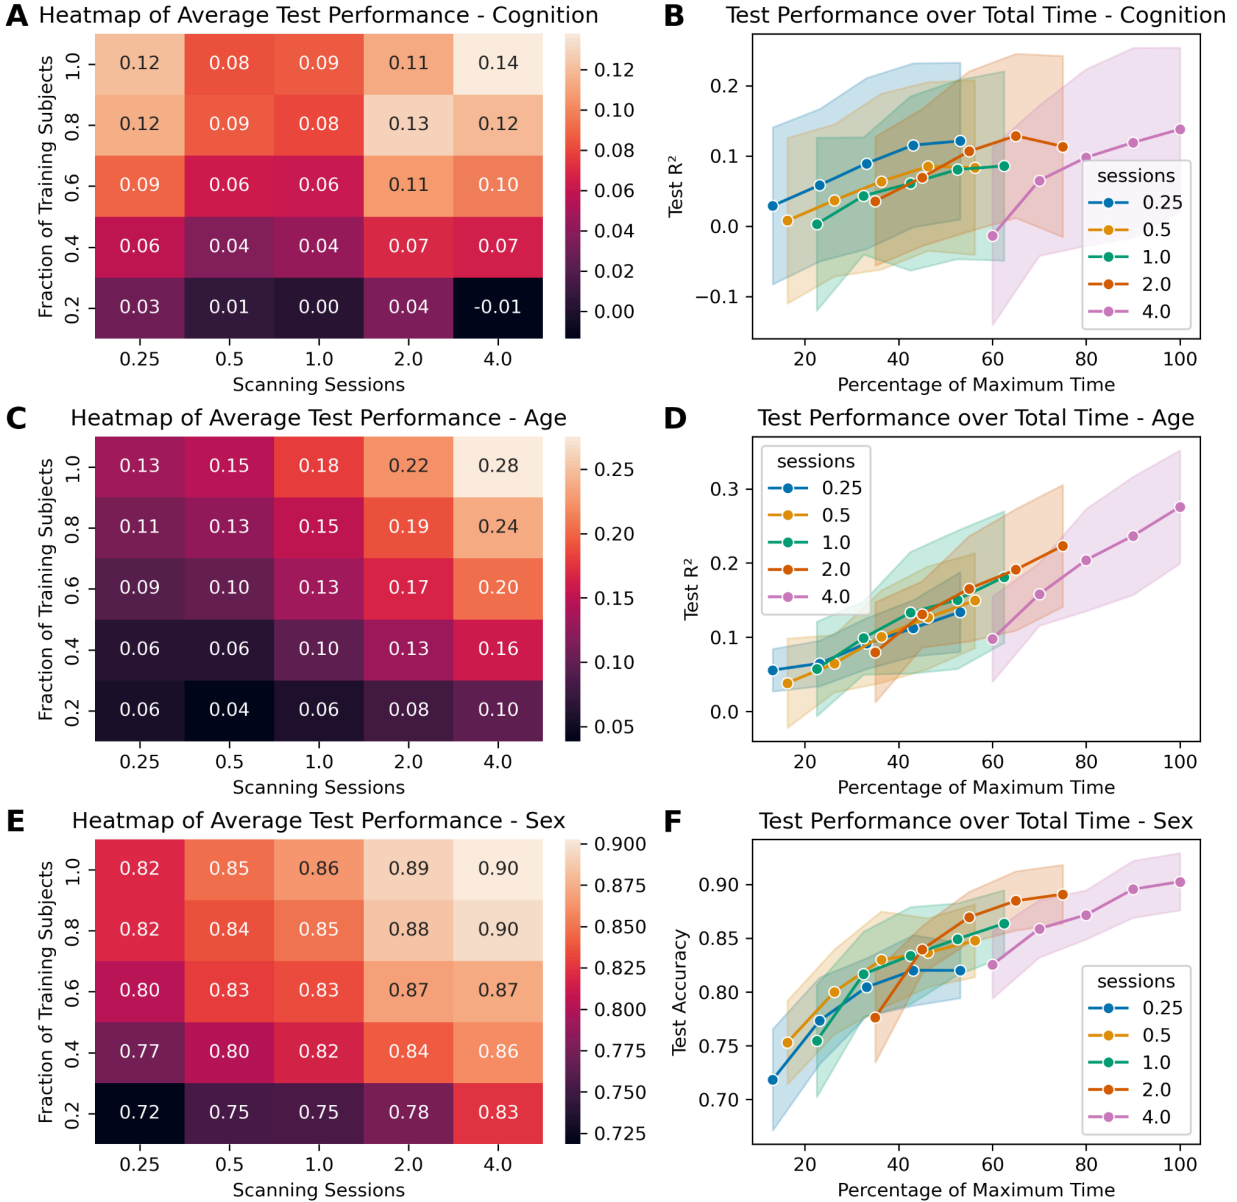 A Heatmap of Average Test Performance - Cognition
Fraction of Training Subjects
1.0 0.12 0.08 0.09 0.11 0.14
0.8 0.12 0.09 0.08 0.13 0.12
0.6 0.09 0.06 0.06 0.11 0.10
0.4 0.06 0.04 0.04 0.07 0.07
0.2 0.03 0.01 0.00 0.04 -0.01
0.25 0.5 1.0 2.0 4.0
Scanning Sessions
0.12
0.10
0.08
0.06
0.04
0.02
0.00
B Test Performance over Total Time - Cognition
Test R²
0.2
0.1
0.0
−0.1
sessions
0.25
0.5
1.0
2.0
4.0
20 40 60 80 100
Percentage of Maximum Time
C Heatmap of Average Test Performance - Age
Fraction of Training Subjects
1.0 0.13 0.15 0.18 0.22 0.28
0.8 0.11 0.13 0.15 0.19 0.24
0.6 0.09 0.10 0.13 0.17 0.20
0.4 0.06 0.06 0.10 0.13 0.16
0.2 0.06 0.04 0.06 0.08 0.10
0.25 0.5 1.0 2.0 4.0
Scanning Sessions
0.25
0.20
0.15
0.10
0.05
D Test Performance over Total Time - Age
Test R²
0.3
0.2
0.1
0.0
sessions
0.25
0.5
1.0
2.0
4.0
20 40 60 80 100
Percentage of Maximum Time
E Heatmap of Average Test Performance - Sex
Fraction of Training Subjects
1.0 0.82 0.85 0.86 0.89 0.90
0.8 0.82 0.84 0.85 0.88 0.90
0.6 0.80 0.83 0.83 0.87 0.87
0.4 0.77 0.80 0.82 0.84 0.86
0.2 0.72 0.75 0.75 0.78 0.83
0.25 0.5 1.0 2.0 4.0
Scanning Sessions
0.900
0.875
0.850
0.825
0.800
0.775
0.750
0.725
F Test Performance over Total Time - Sex
Test Accuracy
0.90
0.85
0.80
0.75
0.70
sessions
0.25
0.5
1.0
2.0
4.0
20 40 60 80 100
Percentage of Maximum Time